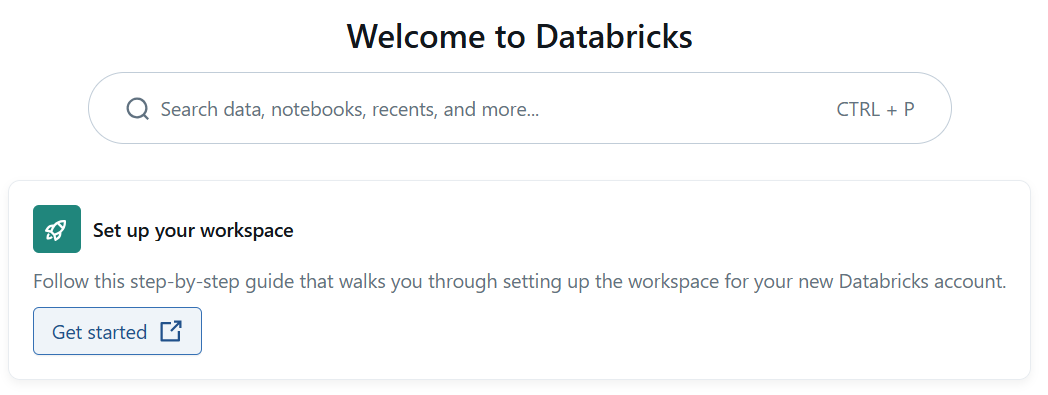 Welcome to Databricks
Search data, notebooks, recents, and more... CTRL + P
Set up your workspace
Follow this step-by-step guide that walks you through setting up the workspace for your new Databricks account.
Get started